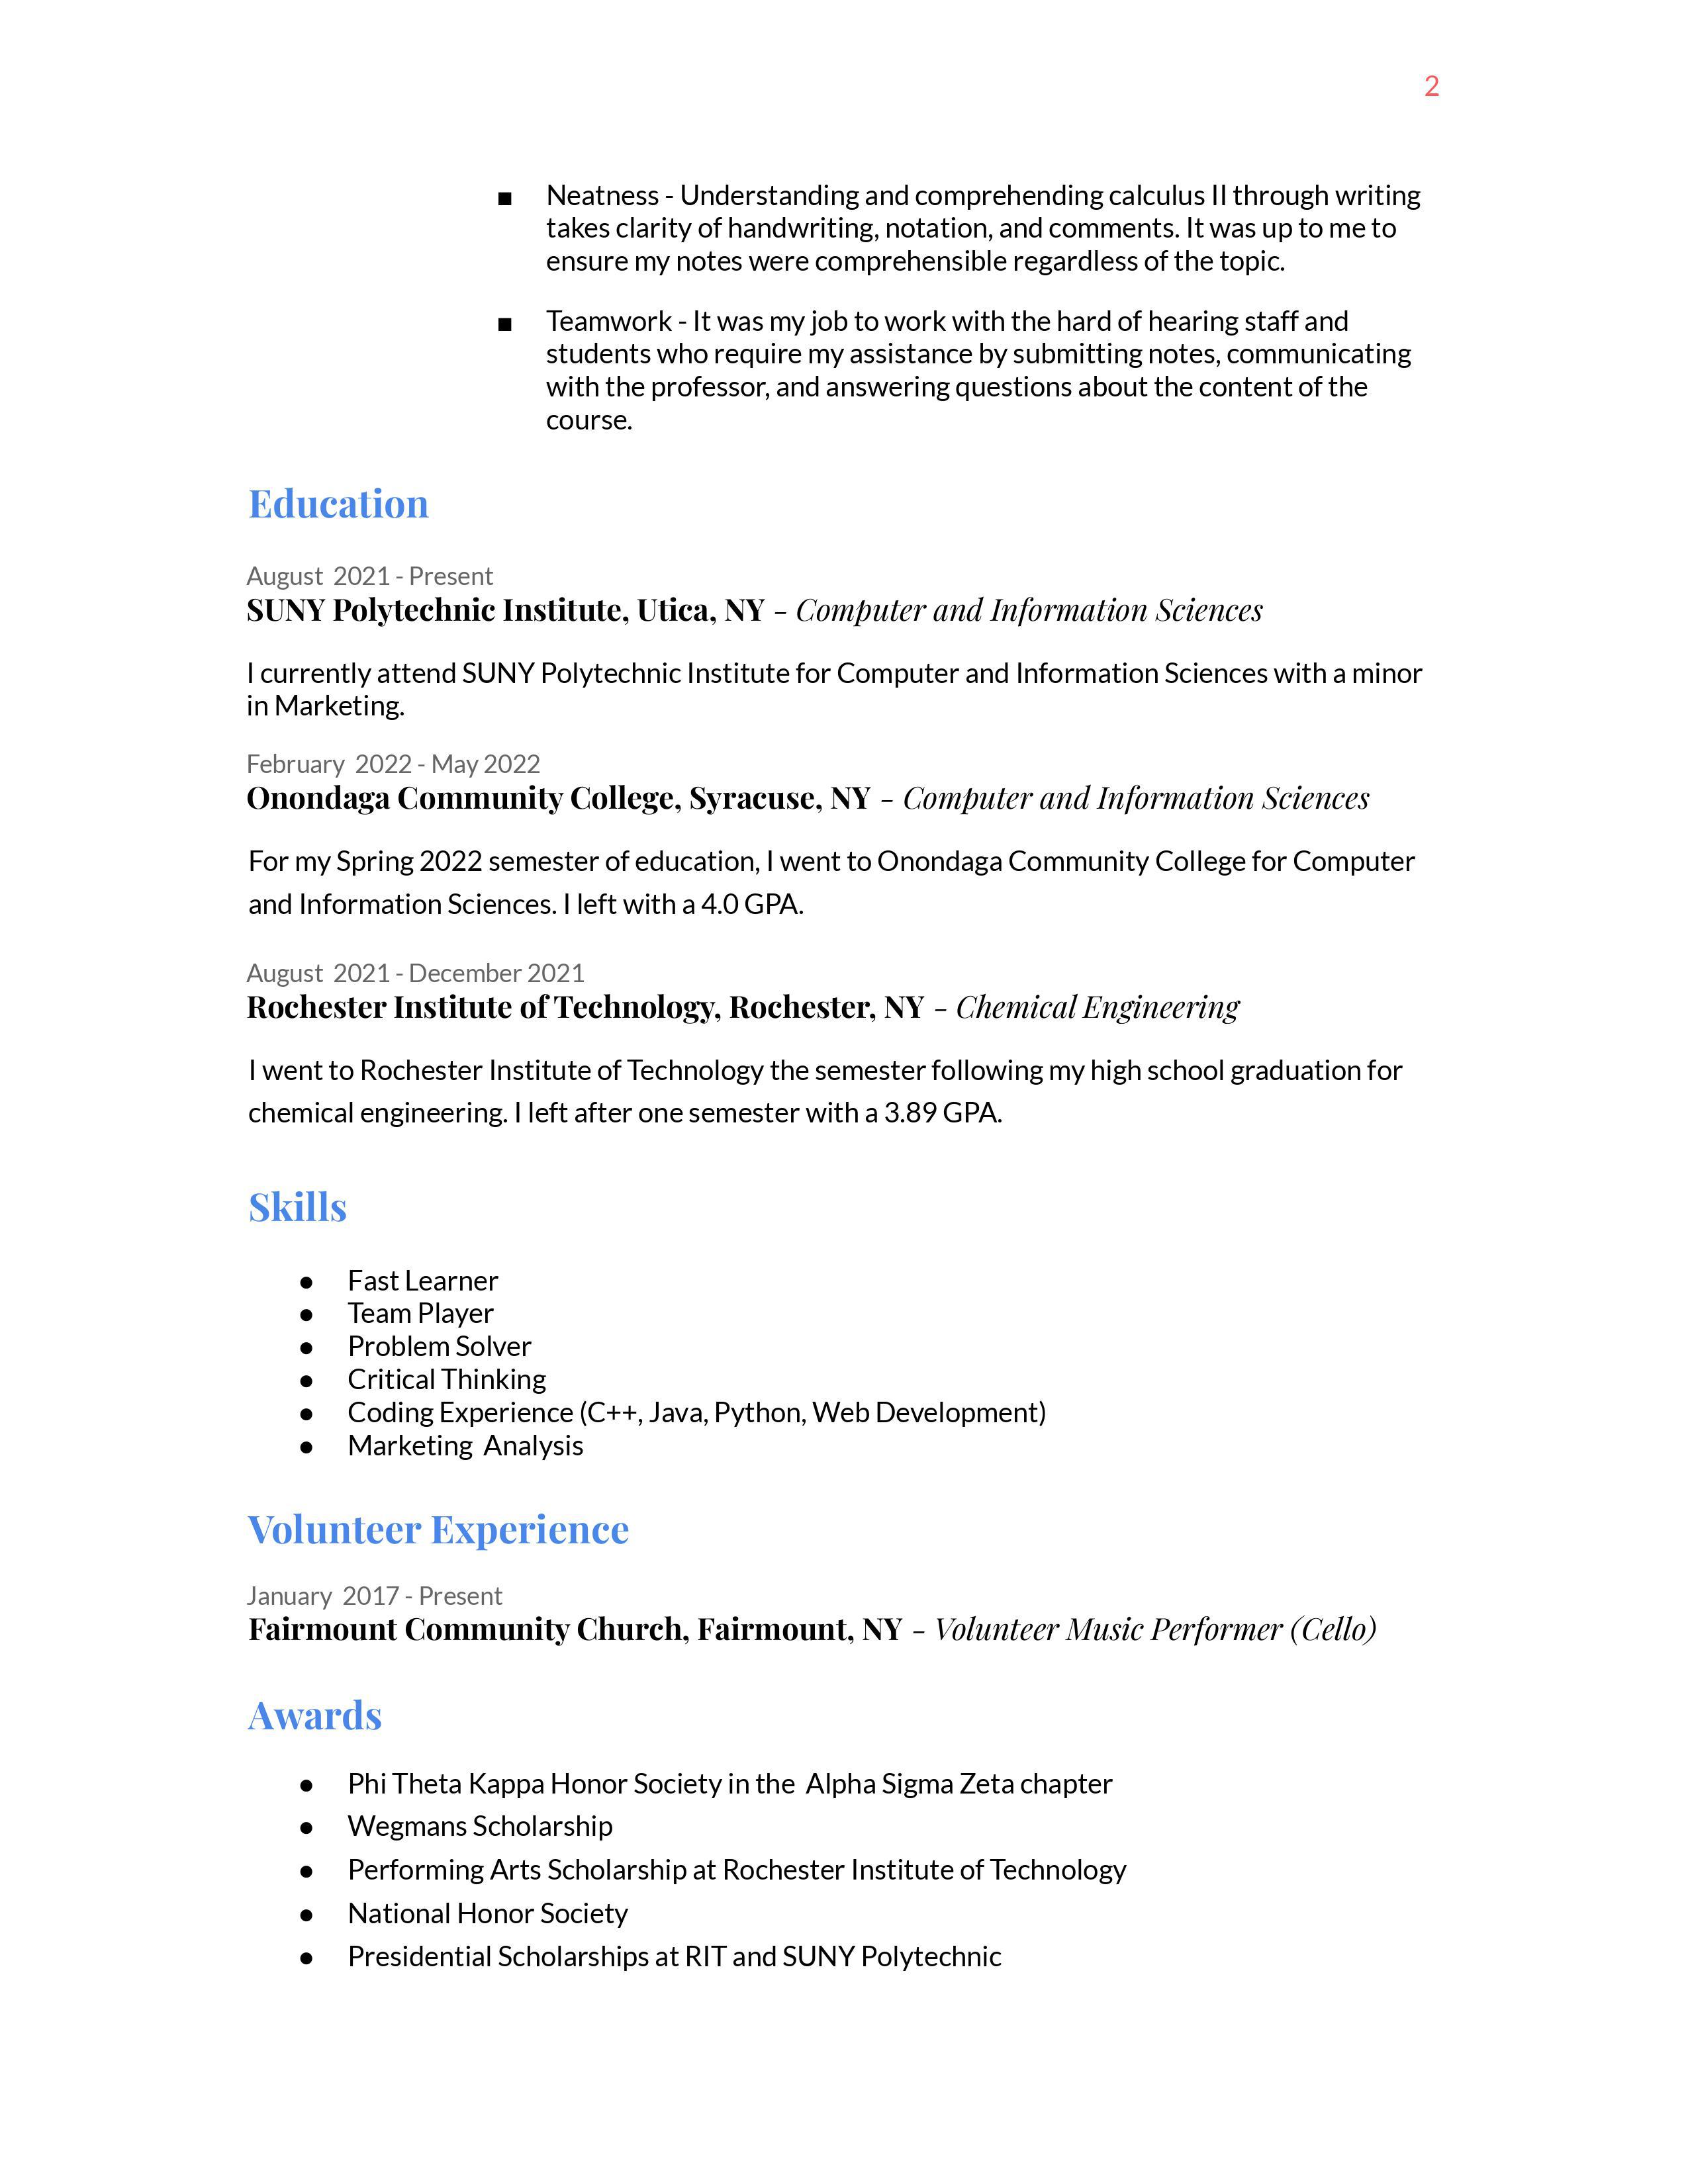 2
■ Neatness - Understanding and comprehending calculus II through writing
takes clarity of handwriting, notation, and comments. It was up to me to
ensure my notes were comprehensible regardless of the topic.
■ Teamwork - It was my job to work with the hard of hearing staff and
students who require my assistance by submitting notes, communicating
with the professor, and answering questions about the content of the
course.
Education
August 2021 - Present
SUNY Polytechnic Institute, Utica, NY - Computer and Information Sciences
I currently attend SUNY Polytechnic Institute for Computer and Information Sciences with a minor
in Marketing.
February 2022 - May 2022
Onondaga Community College, Syracuse, NY - Computer and Information Sciences
For my Spring 2022 semester of education, I went to Onondaga Community College for Computer
and Information Sciences. I left with a 4.0 GPA.
August 2021 - December 2021
Rochester Institute of Technology, Rochester, NY - Chemical Engineering
I went to Rochester Institute of Technology the semester following my high school graduation for
chemical engineering. I left after one semester with a 3.89 GPA.
Skills
● Fast Learner
● Team Player
● Problem Solver
● Critical Thinking
● Coding Experience (C++, Java, Python, Web Development)
● Marketing Analysis
Volunteer Experience
January 2017 - Present
Fairmount Community Church, Fairmount, NY - Volunteer Music Performer (Cello)
Awards
● Phi Theta Kappa Honor Society in the Alpha Sigma Zeta chapter
● Wegmans Scholarship
● Performing Arts Scholarship at Rochester Institute of Technology
● National Honor Society
● Presidential Scholarships at RIT and SUNY Polytechnic